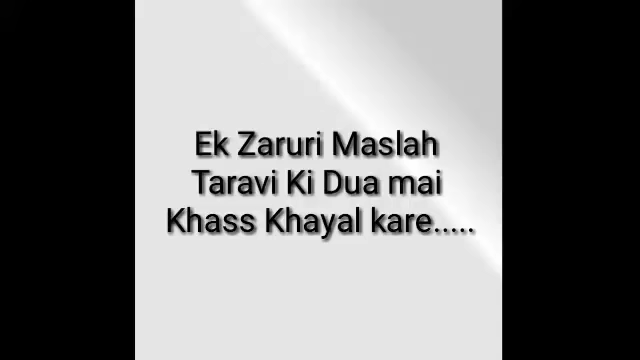 Ek Zaruri Maslah
Taravi Ki Dua mai
Khass Khayal kare.....